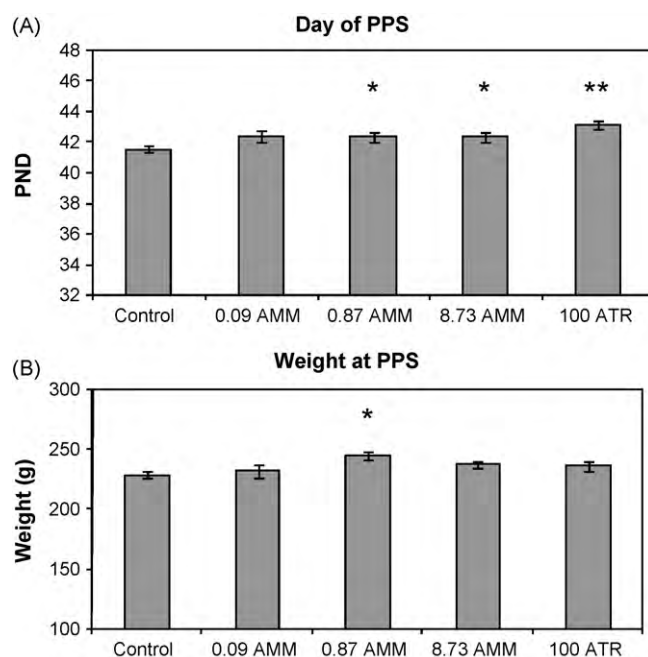 (A)
Day of PPS
48
46
44
42
40
38
36
34
32
PND
* * **
Control 0.09 AMM 0.87 AMM 8.73 AMM 100 ATR
(B)
Weight at PPS
300
250
200
150
100
Weight (g)
*
Control 0.09 AMM 0.87 AMM 8.73 AMM 100 ATR